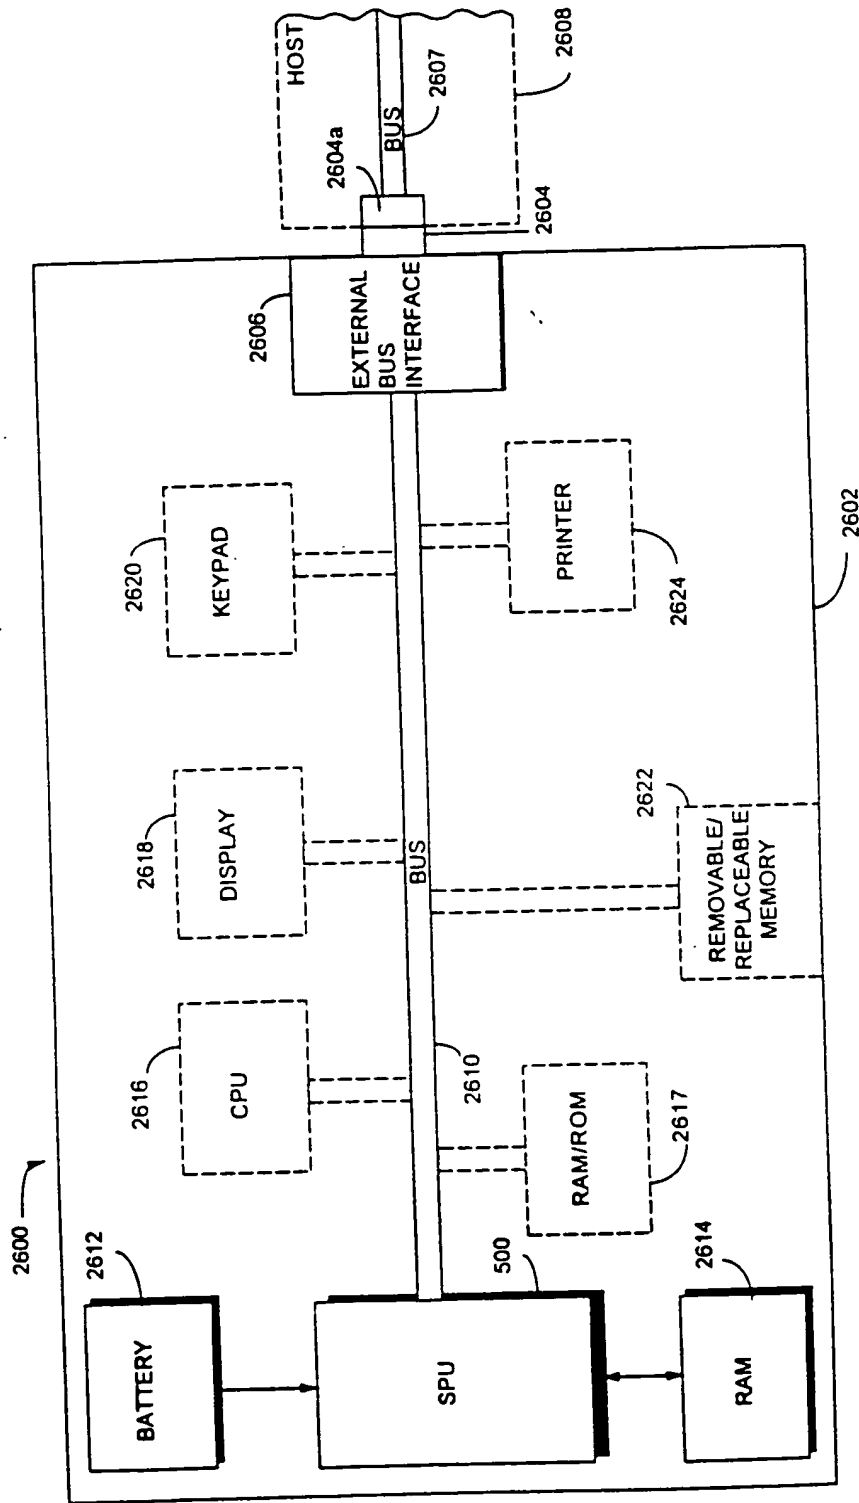 2600
2612
BATTERY
500
SPU
2614
RAM
2616
CPU
2610
BUS
RAM/ROM
2617
2618
DISPLAY
2622
REMOVABLE/
REPLACEABLE
MEMORY
2620
KEYPAD
PRINTER
2624
2602
2606
EXTERNAL
BUS
INTERFACE
2604a
2604
HOST
BUS
2607
2608